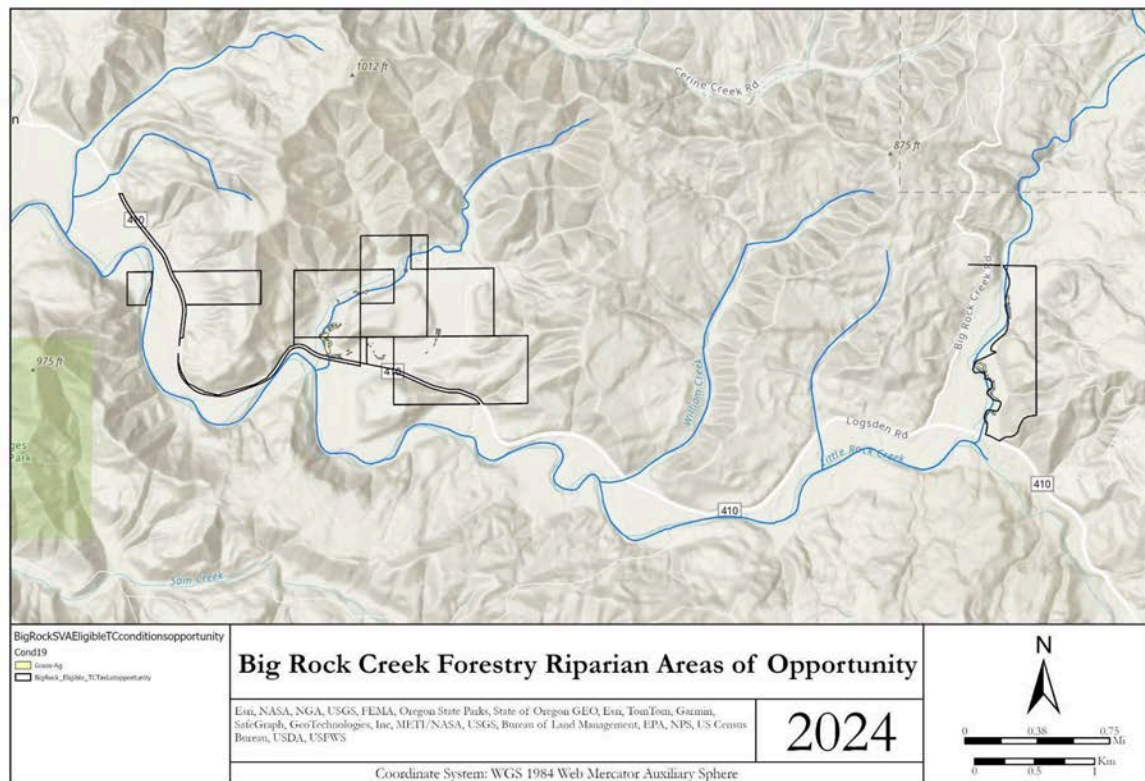 1012 ft
Cerine Creek Rd
n
875 ft
410
Big Rock Creek Rd
975 ft
410
William Creek
Logsden Rd
ges
Park
ittle Rock Creek
410
410
Sam Creek
BigRockSVAEligibleTCconditionsopportunity
Cond19
Grass-Ag
BigRock_Eligible_TCTaxLotopportunity
Big Rock Creek Forestry Riparian Areas of Opportunity
Esri, NASA, NGA, USGS, FEMA, Oregon State Parks, State of Oregon GEO, Esri, TomTom, Garmin,
SafeGraph, GeoTechnologies, Inc, METI/NASA, USGS, Bureau of Land Management, EPA, NPS, US Census
Bureau, USDA, USFWS
2024
Coordinate System: WGS 1984 Web Mercator Auxiliary Sphere
N
0 0.38 0.75
Mi
Km
0 0.5 1